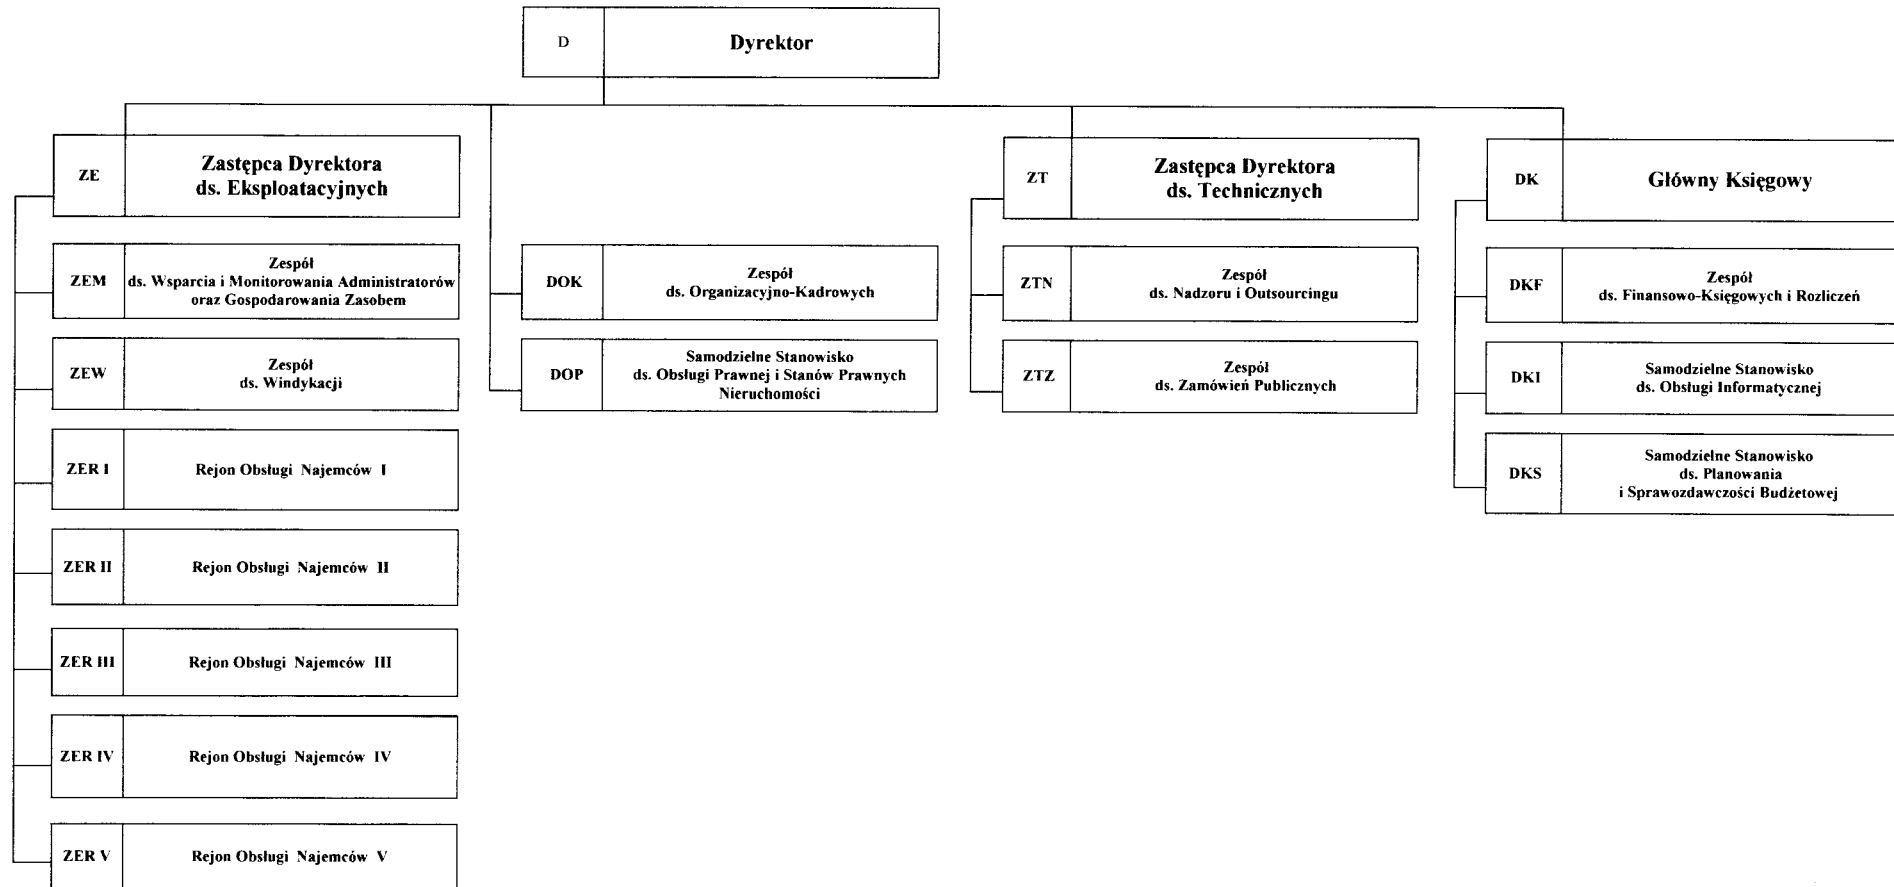 D
Dyrektor
ZE
Zastępca Dyrektora
ds. Eksploatacyjnych
ZEM
Zespół
ds. Wsparcia i Monitorowania Administratorów
oraz Gospodarowania Zasobem
ZEW
Zespół
ds. Windykacji
ZER I
Rejon Obsługi Najemców I
ZER II
Rejon Obsługi Najemców II
ZER III
Rejon Obsługi Najemców III
ZER IV
Rejon Obsługi Najemców IV
ZER V
Rejon Obsługi Najemców V
DOK
Zespół
ds. Organizacyjno-Kadrowych
DOP
Samodzielne Stanowisko
ds. Obsługi Prawnej i Stanów Prawnych
Nieruchomości
ZT
Zastępca Dyrektora
ds. Technicznych
ZTN
Zespół
ds. Nadzoru i Outsourcingu
ZTZ
Zespół
ds. Zamówień Publicznych
DK
Główny Księgowy
DKF
Zespół
ds. Finansowo-Księgowych i Rozliczeń
DKI
Samodzielne Stanowisko
ds. Obsługi Informatycznej
DKS
Samodzielne Stanowisko
ds. Planowania
i Sprawozdawczości Budżetowej